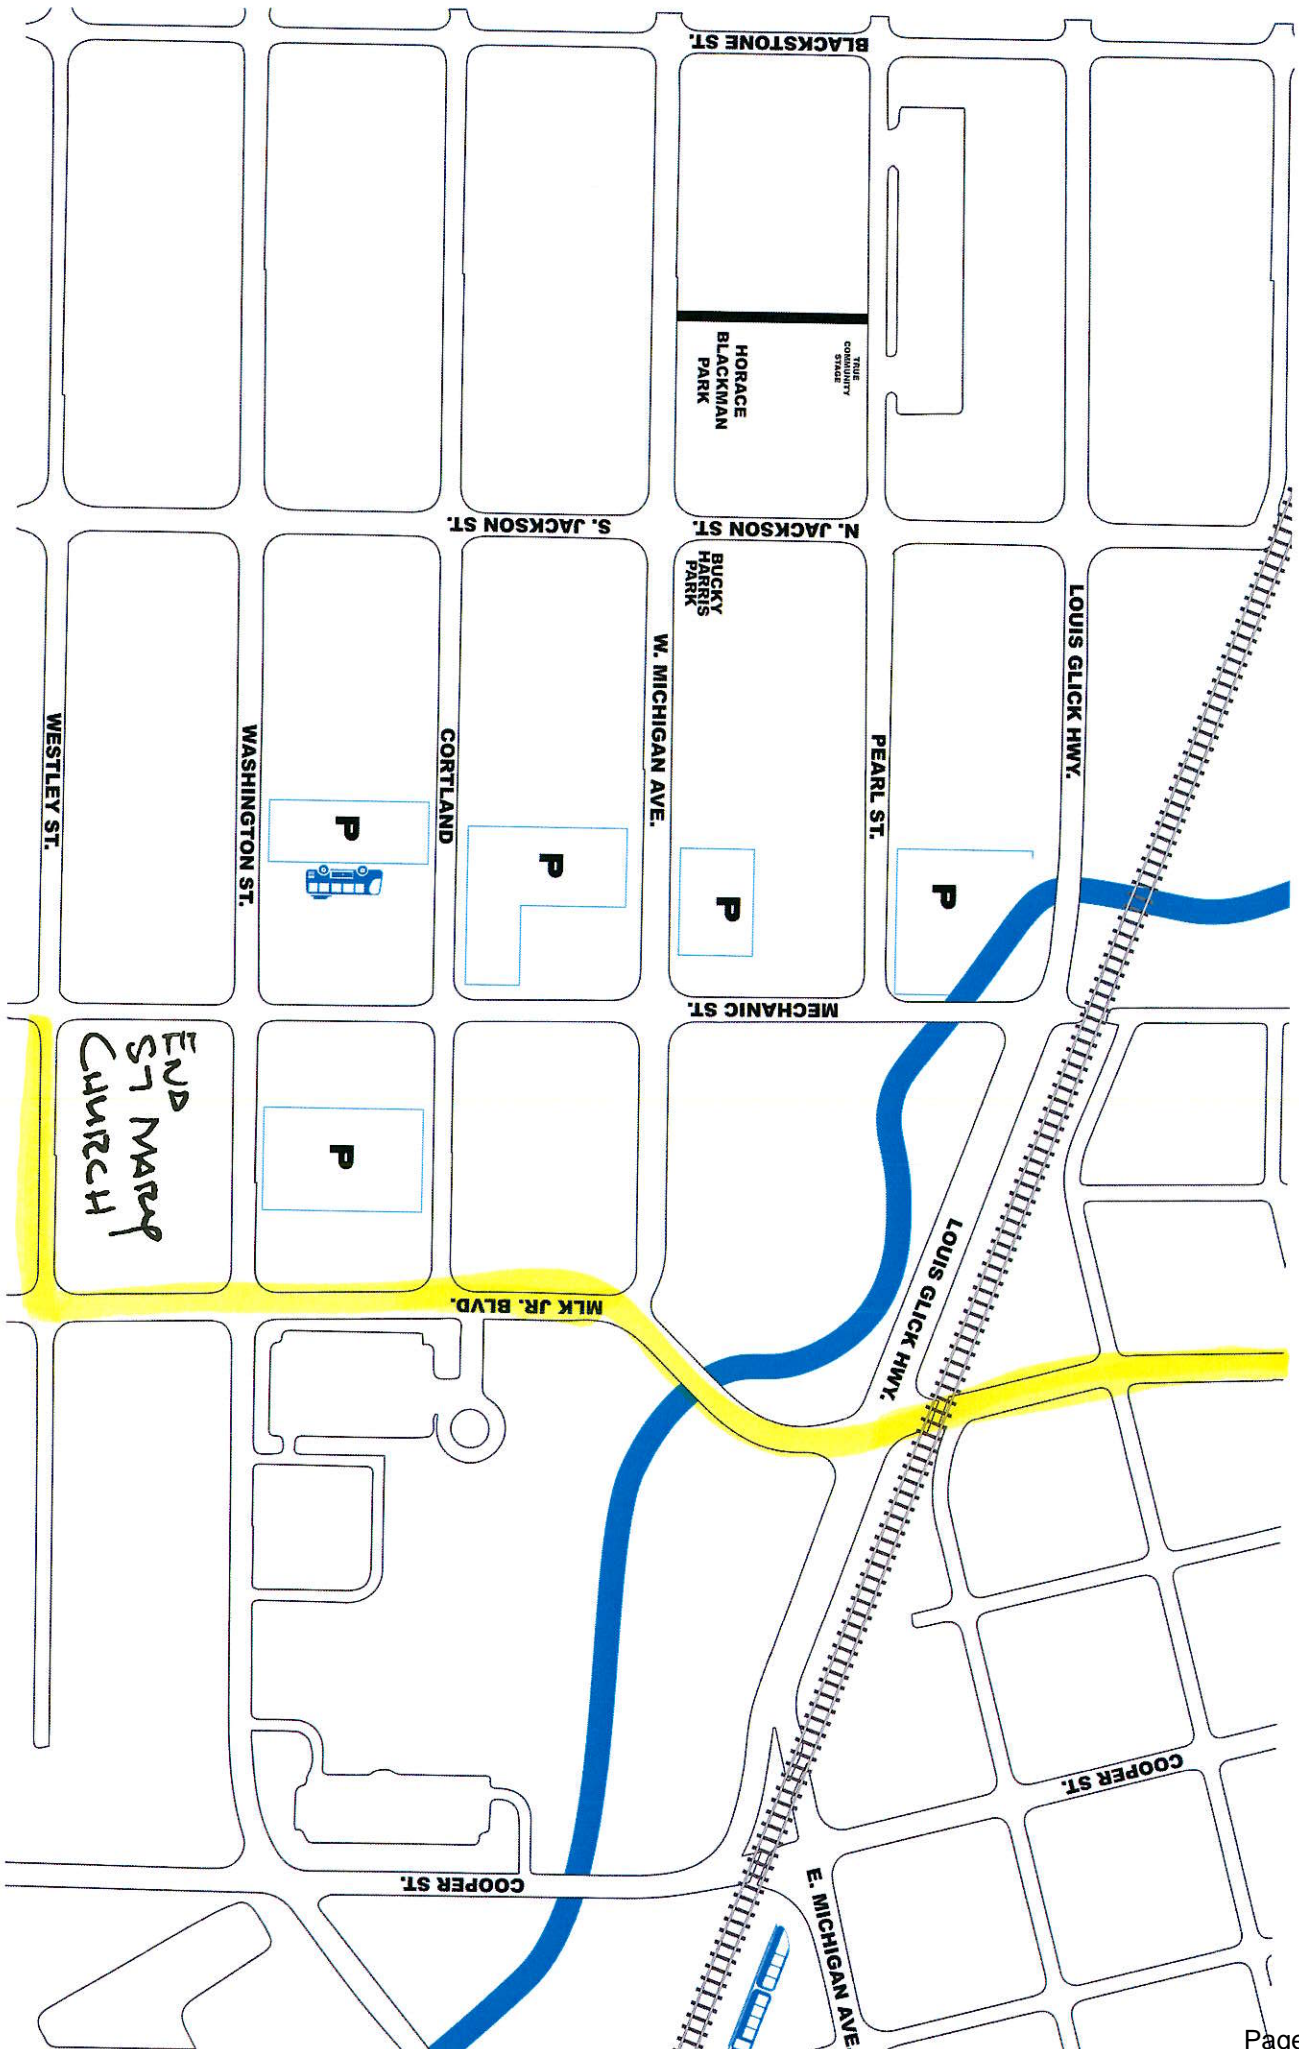 BLACKSTONE ST.
TRUE
COMMUNITY
STAGE
HORACE
BLACKMAN
PARK
S. JACKSON ST.
N. JACKSON ST.
BUCKY
HARRIS
PARK
LOUIS GLICK HWY.
W. MICHIGAN AVE.
WESTLEY ST.
WASHINGTON ST.
CORTLAND
PEARL ST.
P
P
P
P
MECHANIC ST.
END
ST MARY
CHURCH
P
LOUIS GLICK HWY.
MLK JR. BLVD.
COOPER ST.
COOPER ST.
E. MICHIGAN AVE
Page